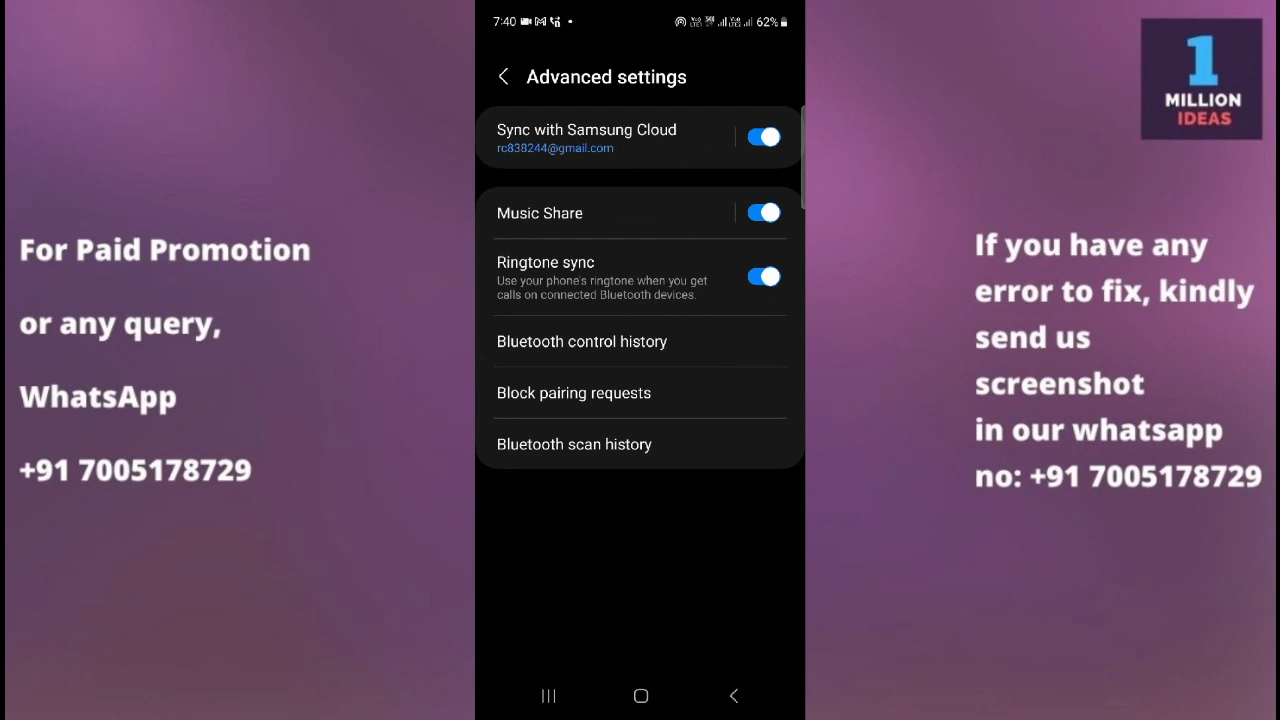 For Paid Promotion
or any query,
WhatsApp
+91 7005178729
7:40
62%
Advanced settings
Sync with Samsung Cloud
rc838244@gmail.com
Music Share
Ringtone sync
Use your phone's ringtone when you get
calls on connected Bluetooth devices.
Bluetooth control history
Block pairing requests
Bluetooth scan history
1
MILLION
IDEAS
If you have any
error to fix, kindly
send us
screenshot
in our whatsapp
no: +91 7005178729